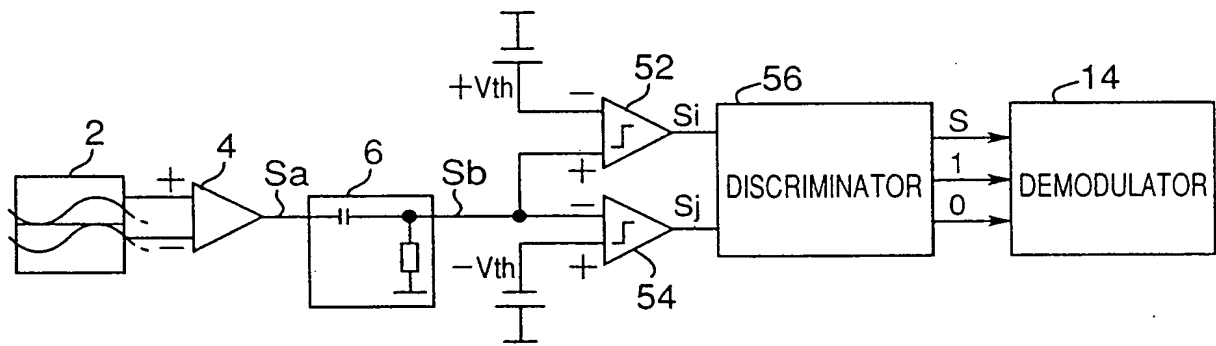 52
56
14
+Vth
−
Si
+
S
1
0
2
4
6
+
−
Sa
Sb
DISCRIMINATOR
DEMODULATOR
−
Sj
−Vth
+
54